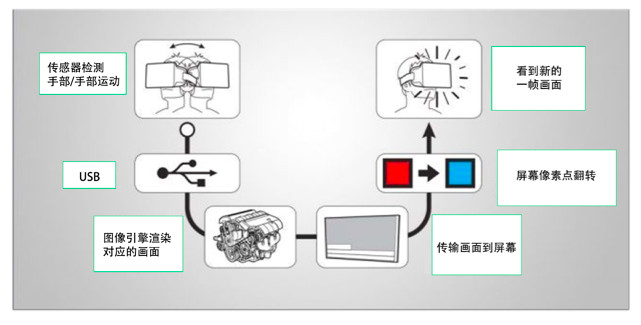 传感器检测
手部/手部运动
看到新的
一帧画面
USB
屏幕像素点翻转
图像引擎渲染
对应的画面
传输画面到屏幕